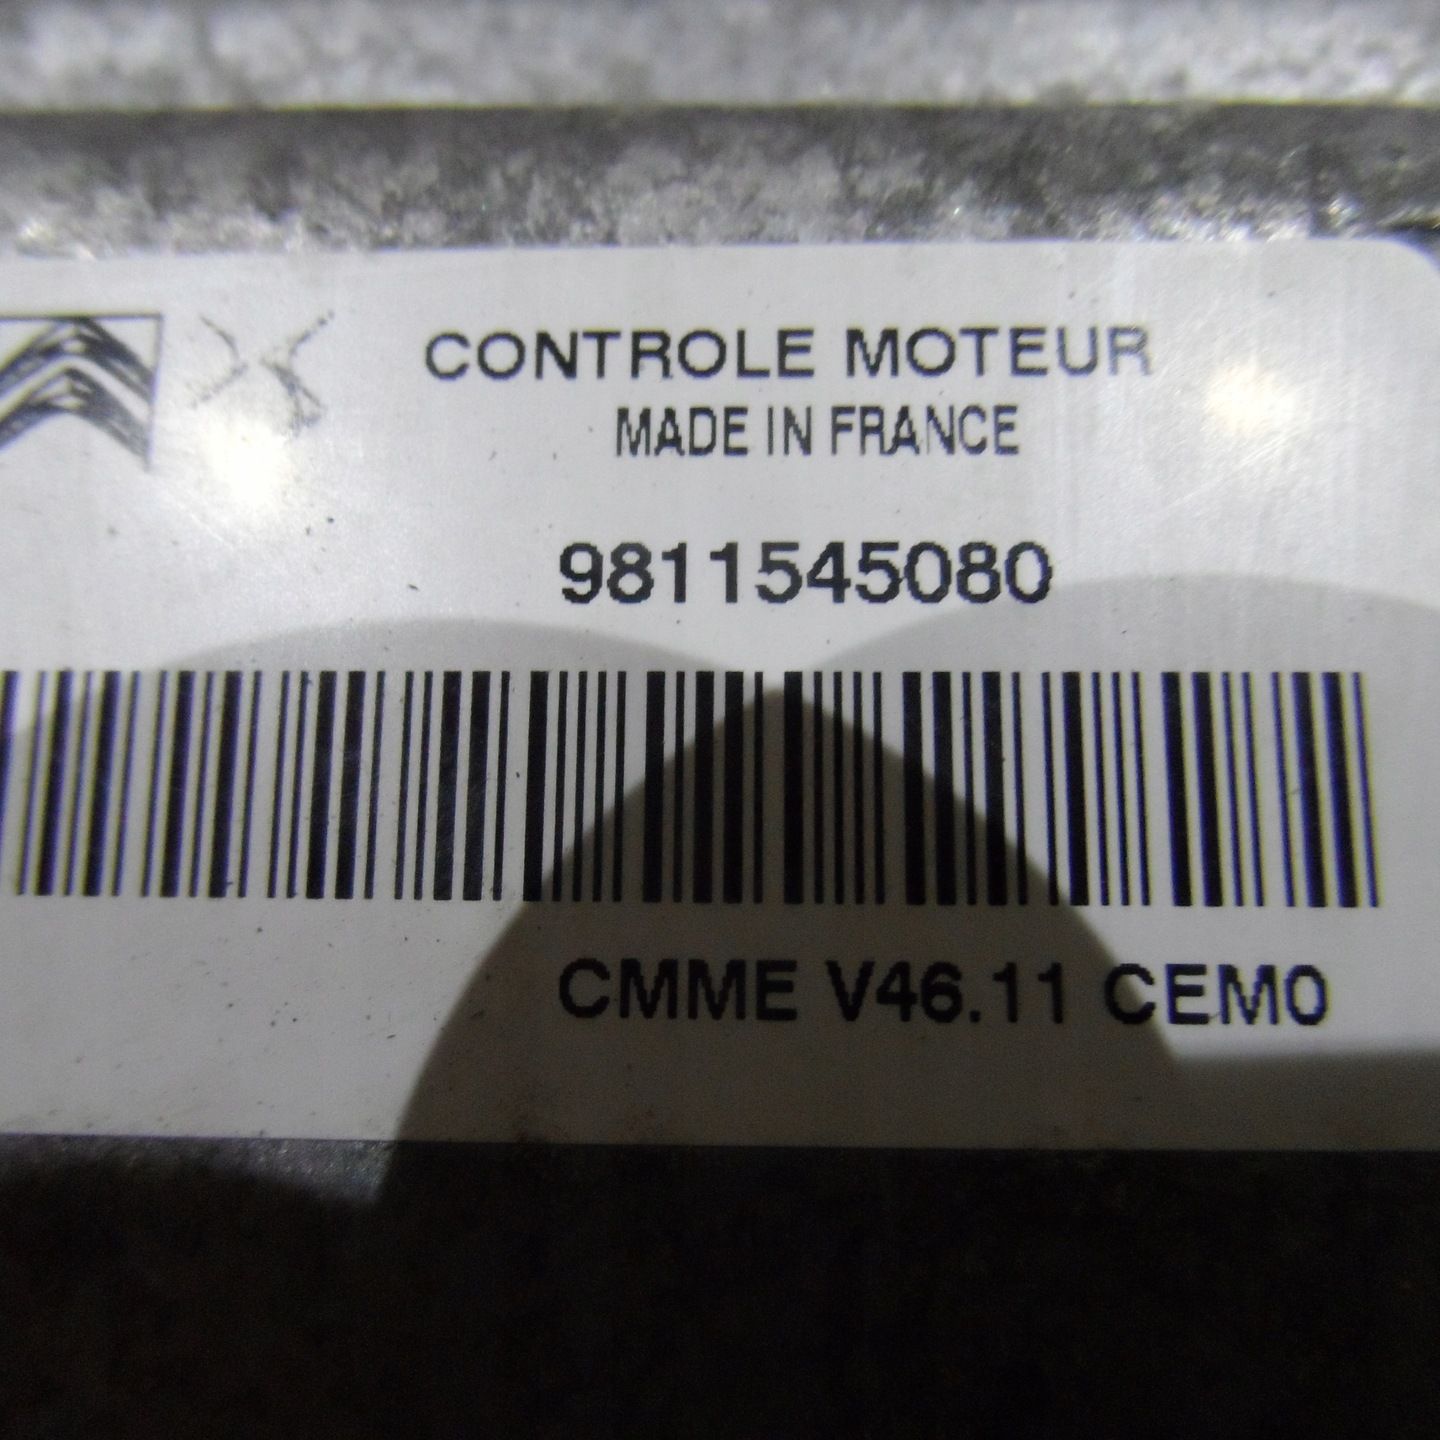 CONTROLE MOTEUR
MADE IN FRANCE
9811545080
CMME V46.11 CEM0